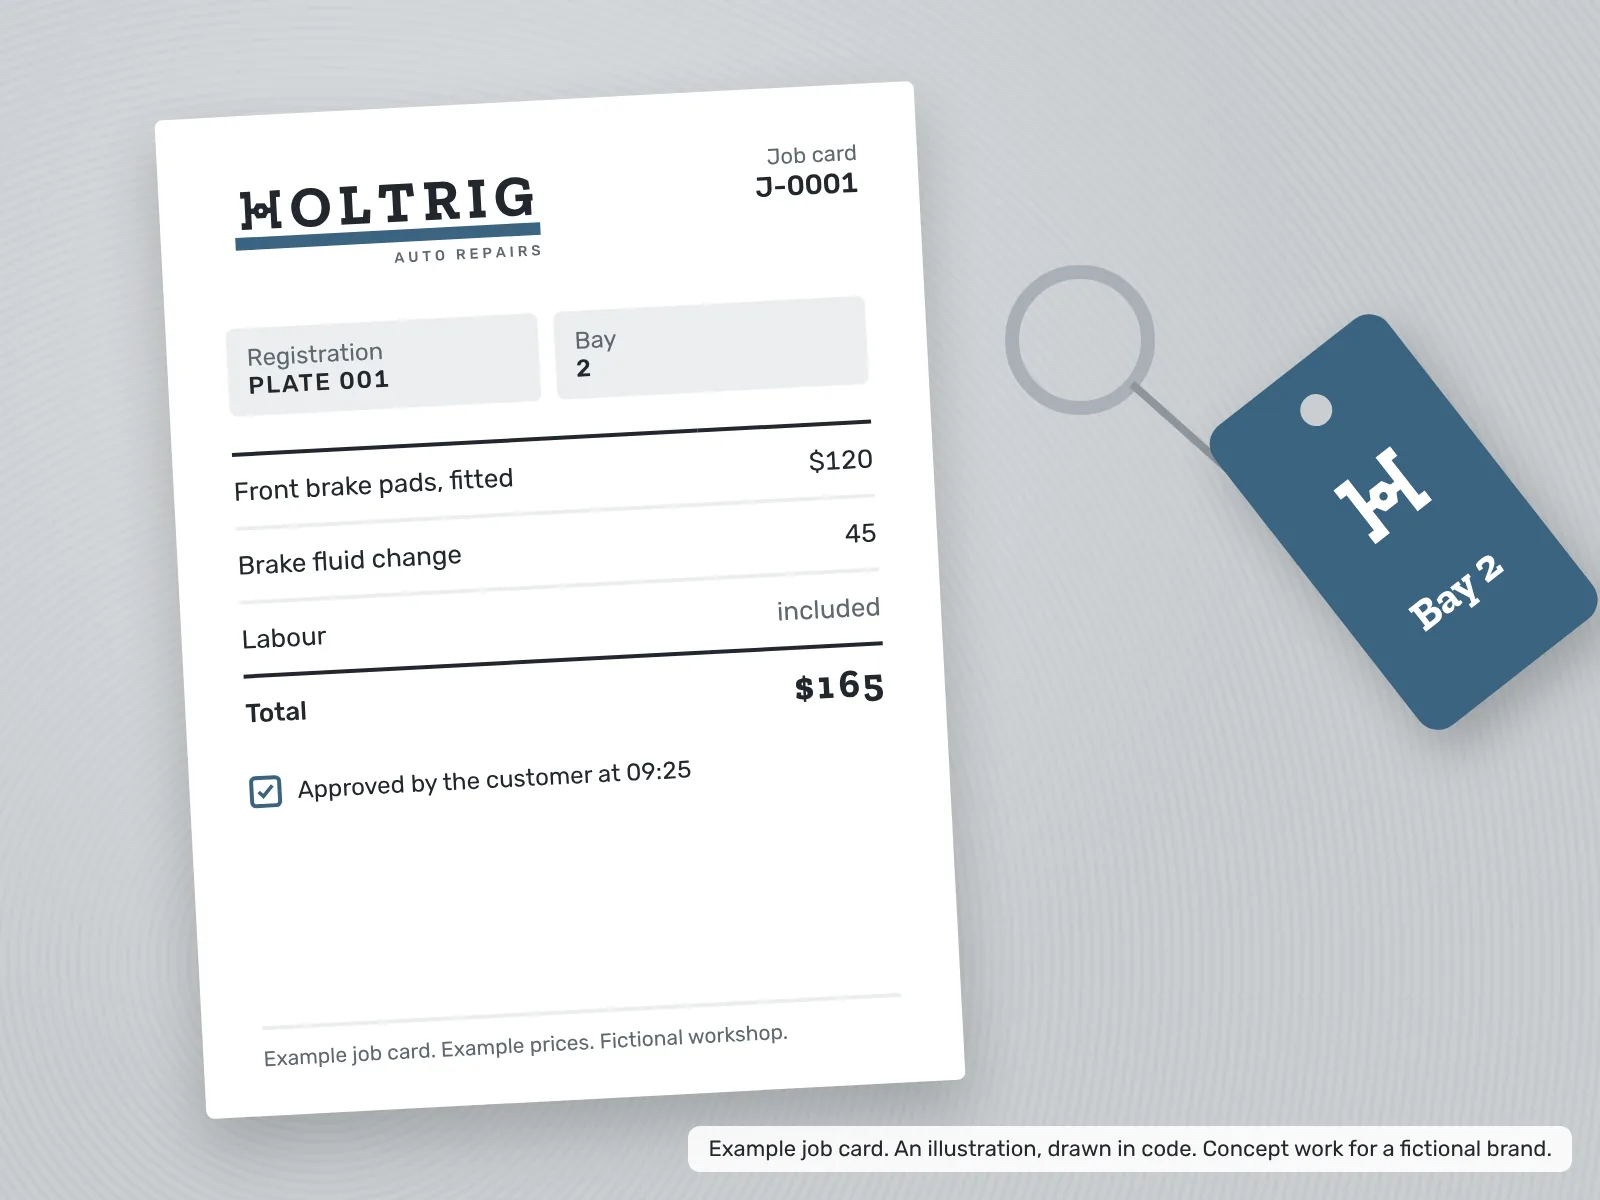 HOLTRIG
AUTO REPAIRS
Job card
J-0001
Registration
PLATE 001
Bay
2
Front brake pads, fitted $120
Brake fluid change 45
Labour included
Total $165
Approved by the customer at 09:25
Example job card. Example prices. Fictional workshop.
H
Bay 2
Example job card. An illustration, drawn in code. Concept work for a fictional brand.